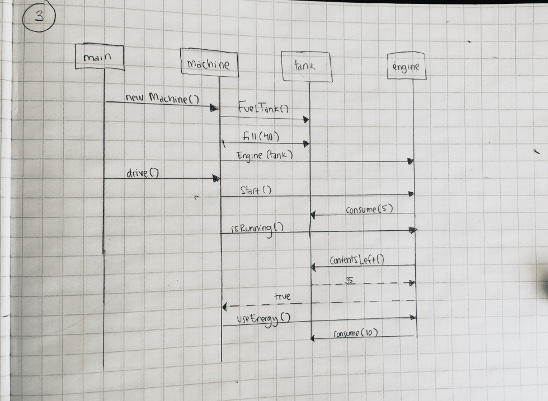 3
main
machine
tank
engine
new Machine()
FuelTank()
fill(40)
Engine(tank)
drive()
Start()
Consume(5)
isRunning()
ContentsLeft()
35
true
UseEnergy()
Consume(10)